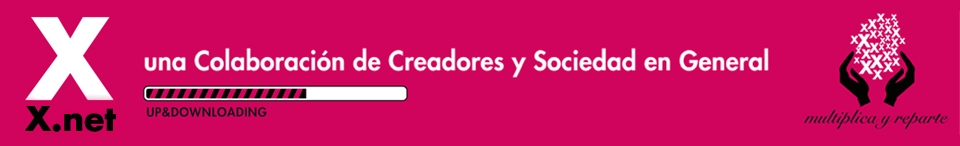 X
X.net
una Colaboración de Creadores y Sociedad en General
UP&DOWNLOADING
multiplica y reparte